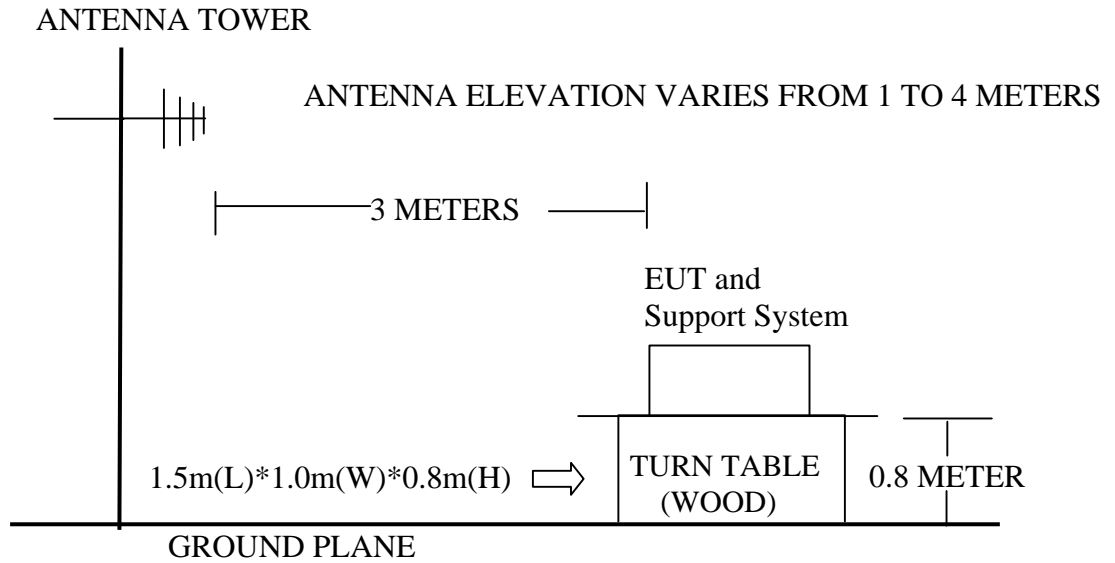 ANTENNA TOWER
ANTENNA ELEVATION VARIES FROM 1 TO 4 METERS
3 METERS
EUT and
Support System
1.5m(L)*1.0m(W)*0.8m(H)
TURN TABLE
(WOOD)
0.8 METER
GROUND PLANE